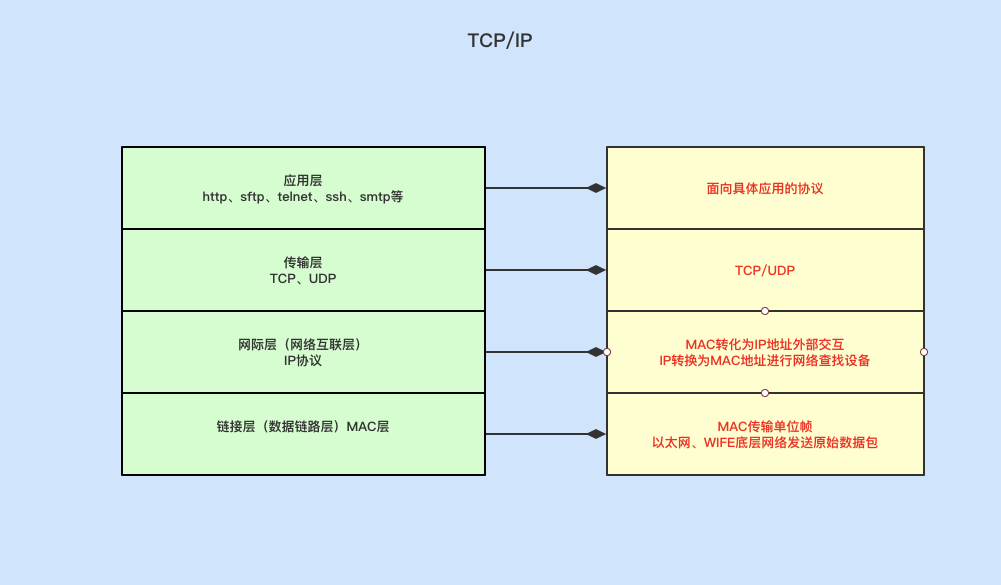 TCP/IP
应用层
http、sftp、telnet、ssh、smtp等
面向具体应用的协议
传输层
TCP、UDP
TCP/UDP
网际层（网络互联层）
IP协议
MAC转化为IP地址外部交互
IP转换为MAC地址进行网络查找设备
链接层（数据链路层）MAC层
MAC传输单位帧
以太网、WIFE底层网络发送原始数据包